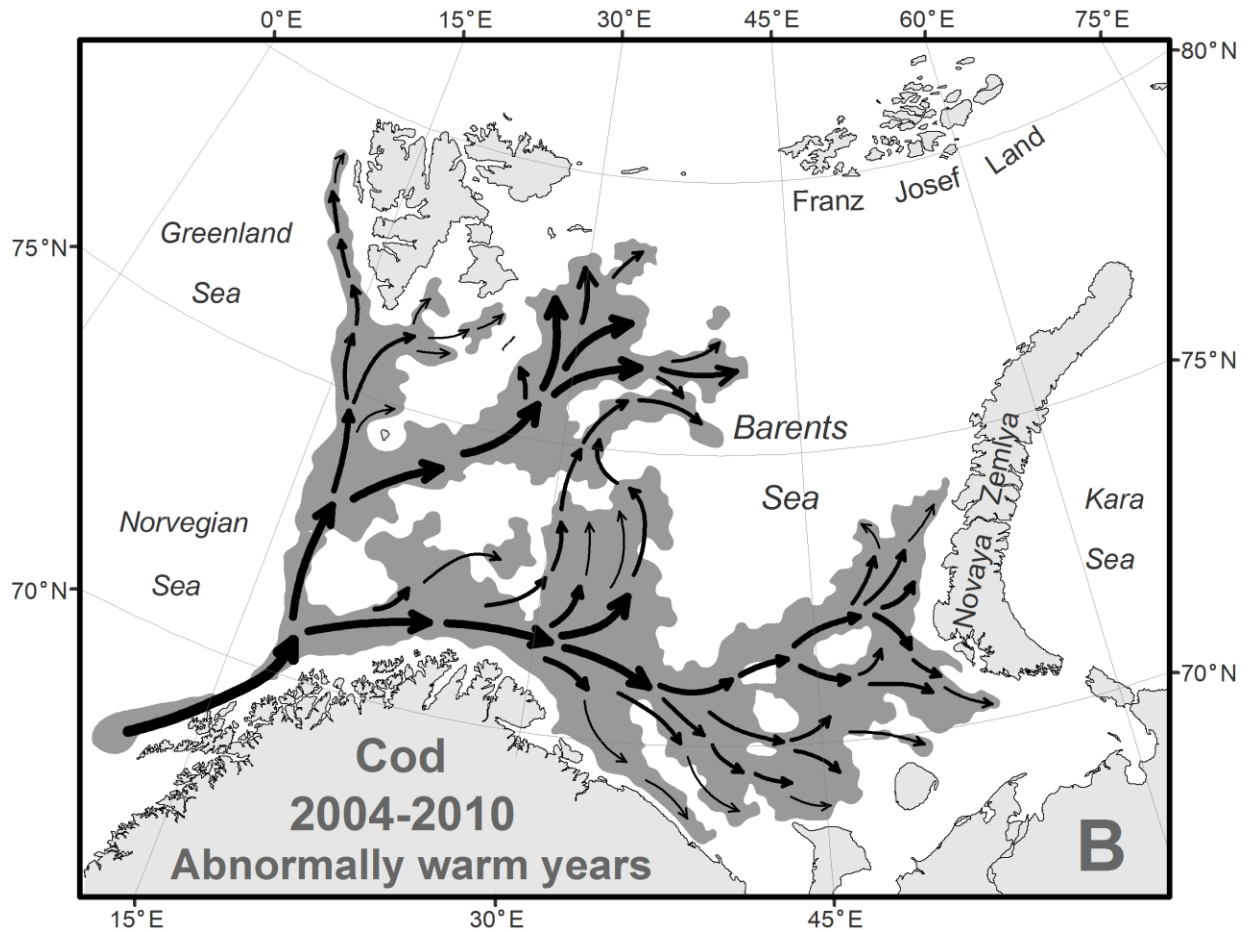 0°E 15°E 30°E 45°E 60°E 75°E
80°N
Franz Josef Land
Greenland
Sea
75°N
75°N
Barents
Sea
Novaya Zemlya
Kara
Sea
Norvegian
Sea
70°N
70°N
Cod
2004-2010
Abnormally warm years
B
15°E 30°E 45°E